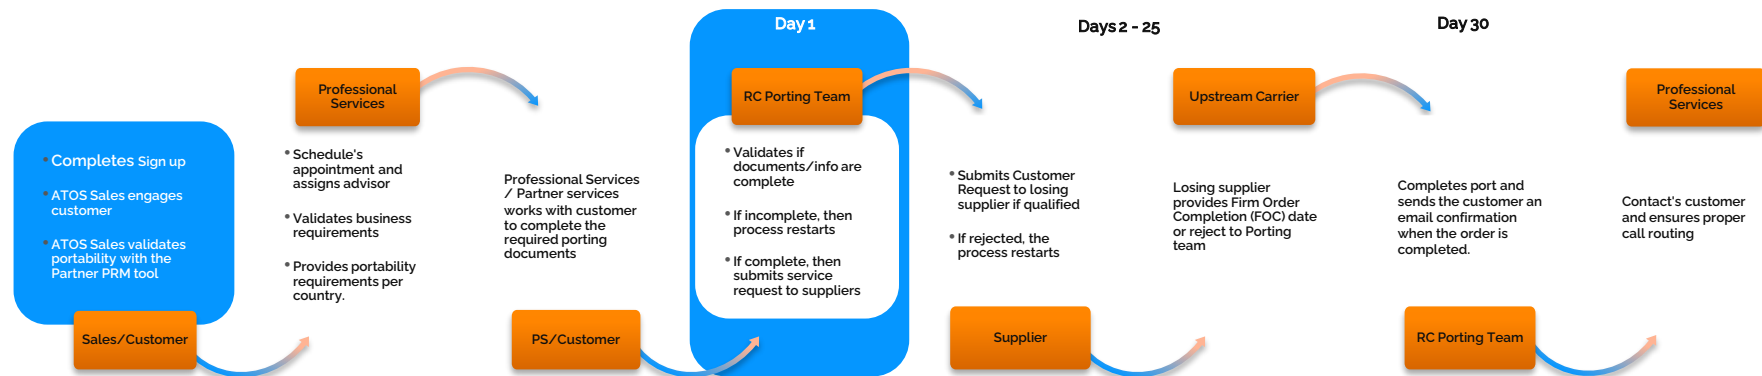 Day 1
Days 2 - 25
Day 30
• Completes Sign up
• ATOS Sales engages
customer
• ATOS Sales validates
portability with the
Partner PRM tool
Sales/Customer
Professional
Services
• Schedule's
appointment and
assigns advisor
• Validates business
requirements
• Provides portability
requirements per
country.
Professional Services
/ Partner services
works with customer
to complete the
required porting
documents
PS/Customer
RC Porting Team
• Validates if
documents/info are
complete
• If incomplete, then
process restarts
• If complete, then
submits service
request to suppliers
• Submits Customer
Request to losing
supplier if qualified
• If rejected, the
process restarts
Supplier
Upstream Carrier
Losing supplier
provides Firm Order
Completion (FOC) date
or reject to Porting
team
Completes port and
sends the customer an
email confirmation
when the order is
completed.
RC Porting Team
Professional
Services
Contact's customer
and ensures proper
call routing